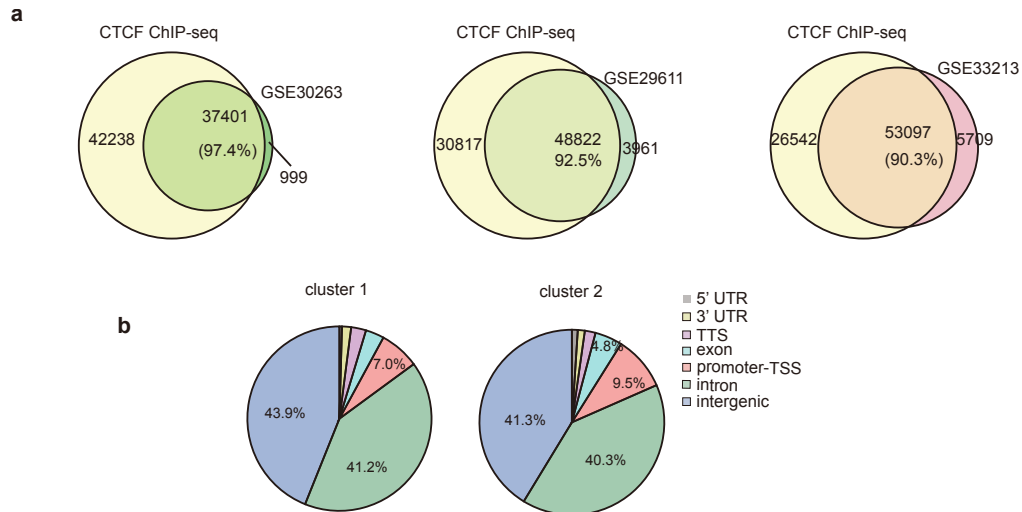 a
CTCF ChIP-seq
GSE30263
42238
37401
(97.4%)
999
CTCF ChIP-seq
GSE29611
30817
48822
92.5%
3961
CTCF ChIP-seq
GSE33213
26542
53097
(90.3%)
5709
b
cluster 1
7.0%
43.9%
41.2%
cluster 2
4.8%
9.5%
41.3%
40.3%
5' UTR
3' UTR
TTS
exon
promoter-TSS
intron
intergenic